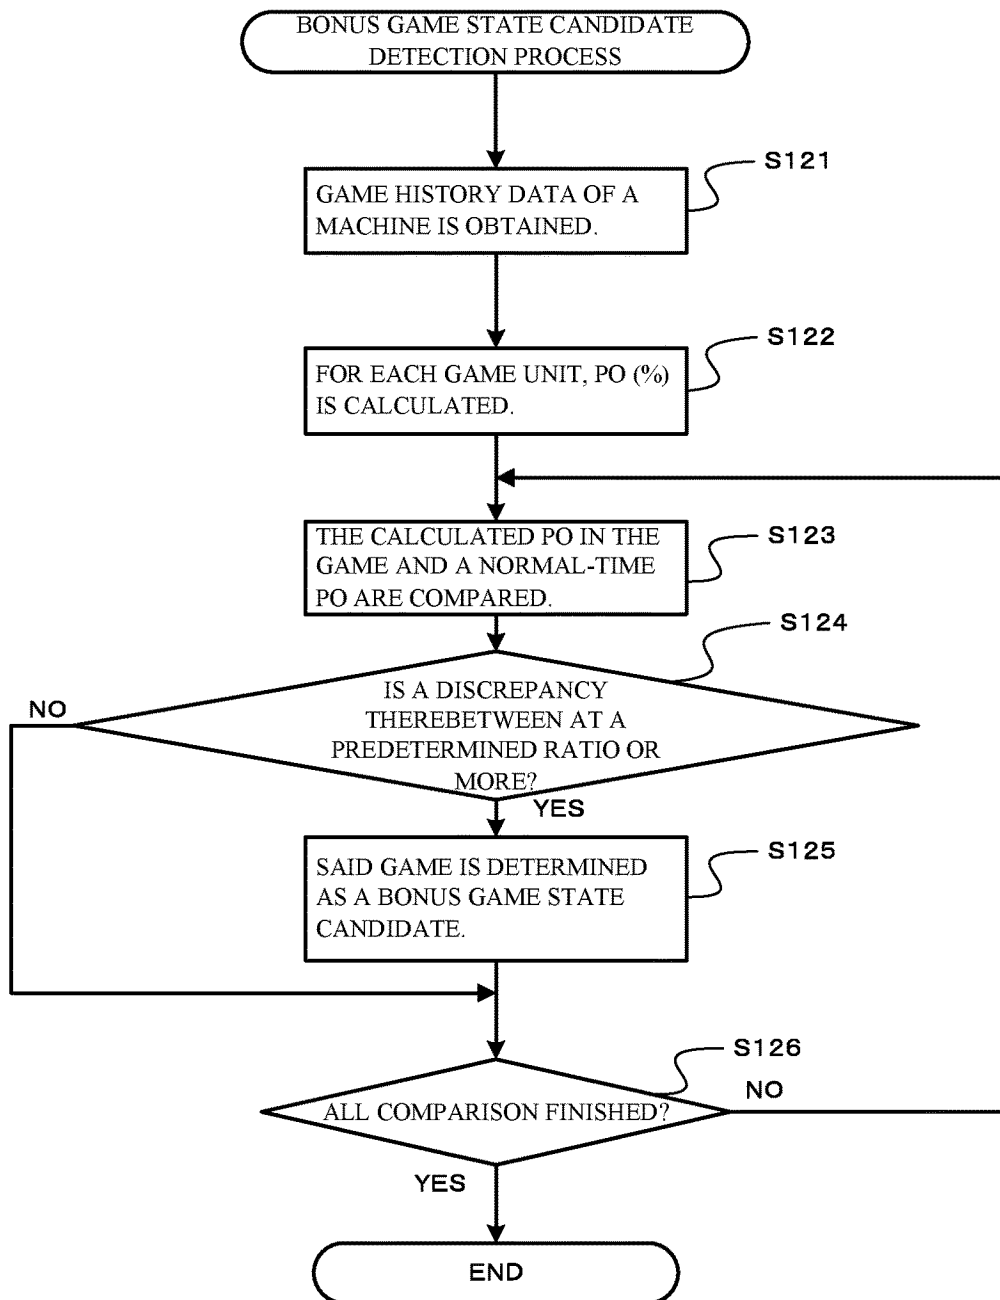 BONUS GAME STATE CANDIDATE
DETECTION PROCESS
S121
GAME HISTORY DATA OF A
MACHINE IS OBTAINED.
S122
FOR EACH GAME UNIT, PO (%)
IS CALCULATED.
S123
THE CALCULATED PO IN THE
GAME AND A NORMAL-TIME
PO ARE COMPARED.
S124
NO
IS A DISCREPANCY
THEREBETWEEN AT A
PREDETERMINED RATIO OR
MORE?
YES
S125
SAID GAME IS DETERMINED
AS A BONUS GAME STATE
CANDIDATE.
S126
NO
ALL COMPARISON FINISHED?
YES
END